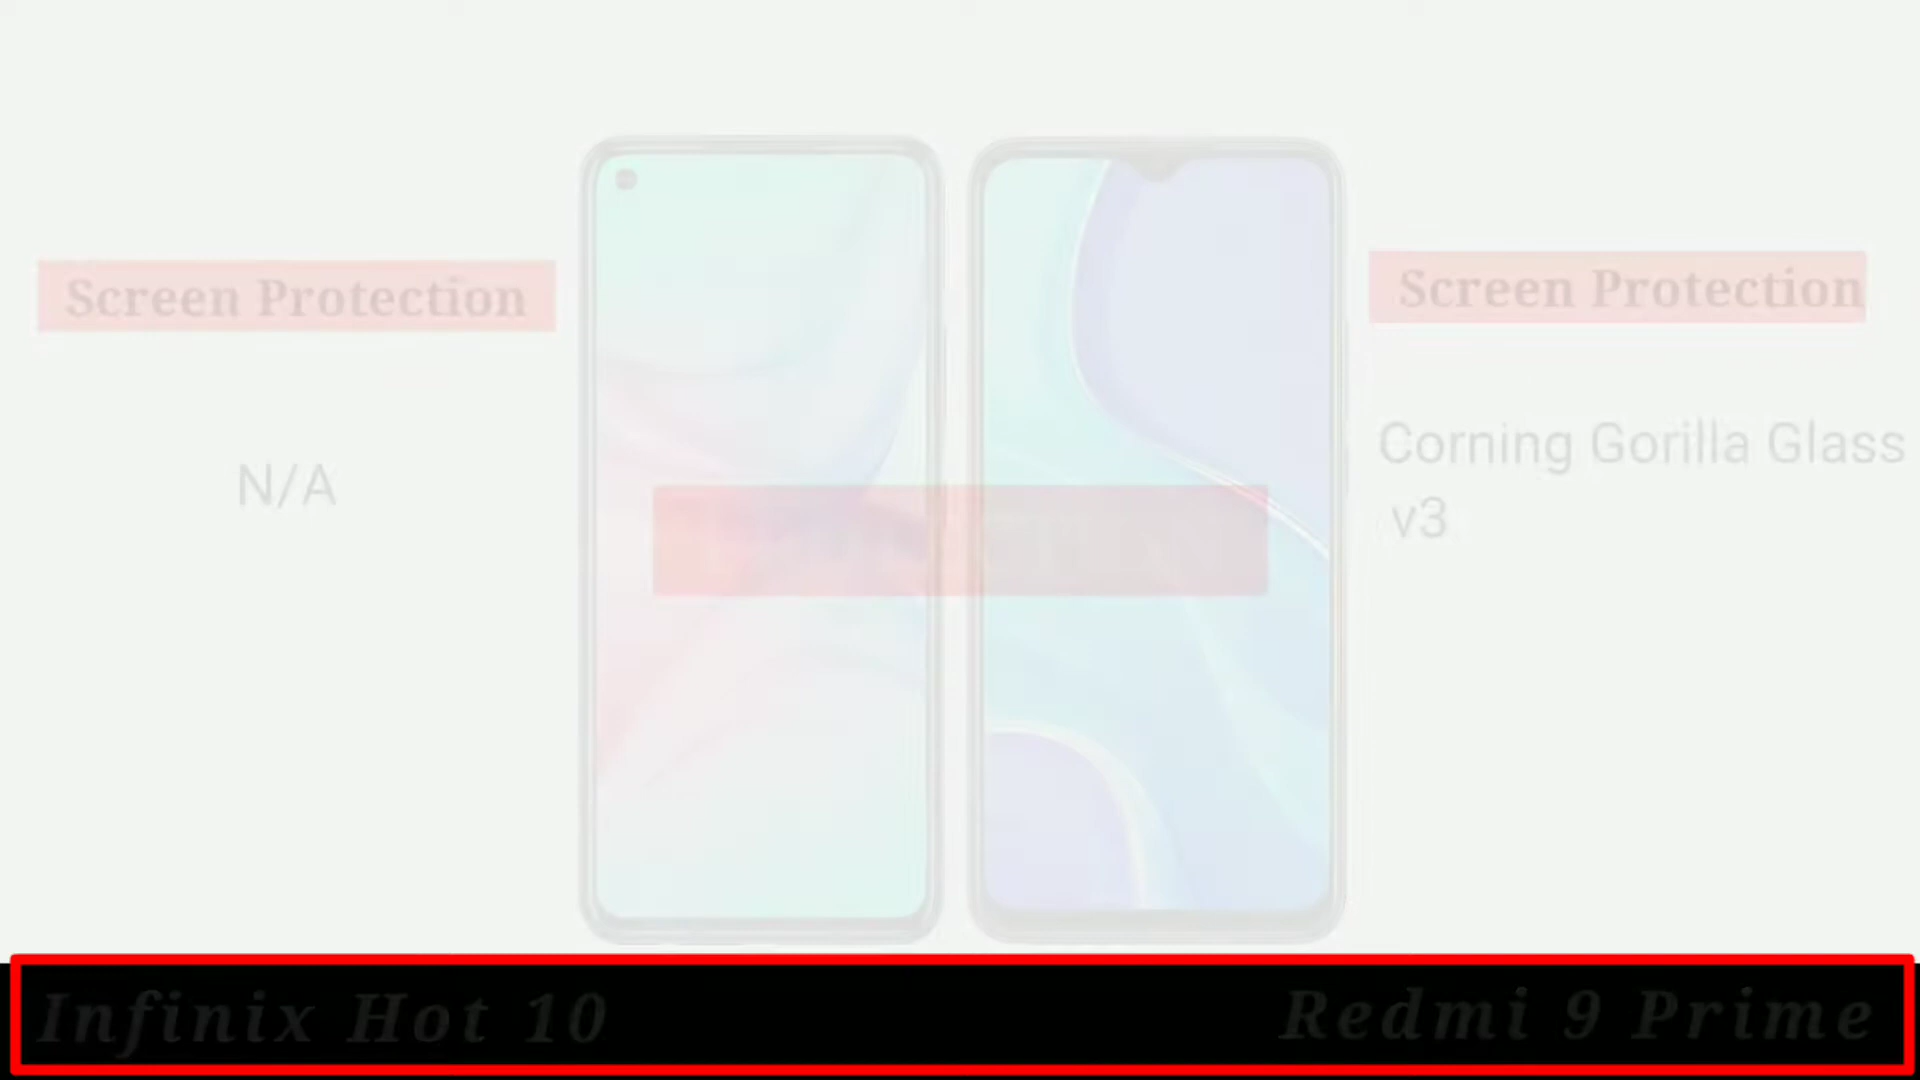 Screen Protection
N/A
Screen Protection
Corning Gorilla Glass
v3
Infinix Hot 10
Redmi 9 Prime